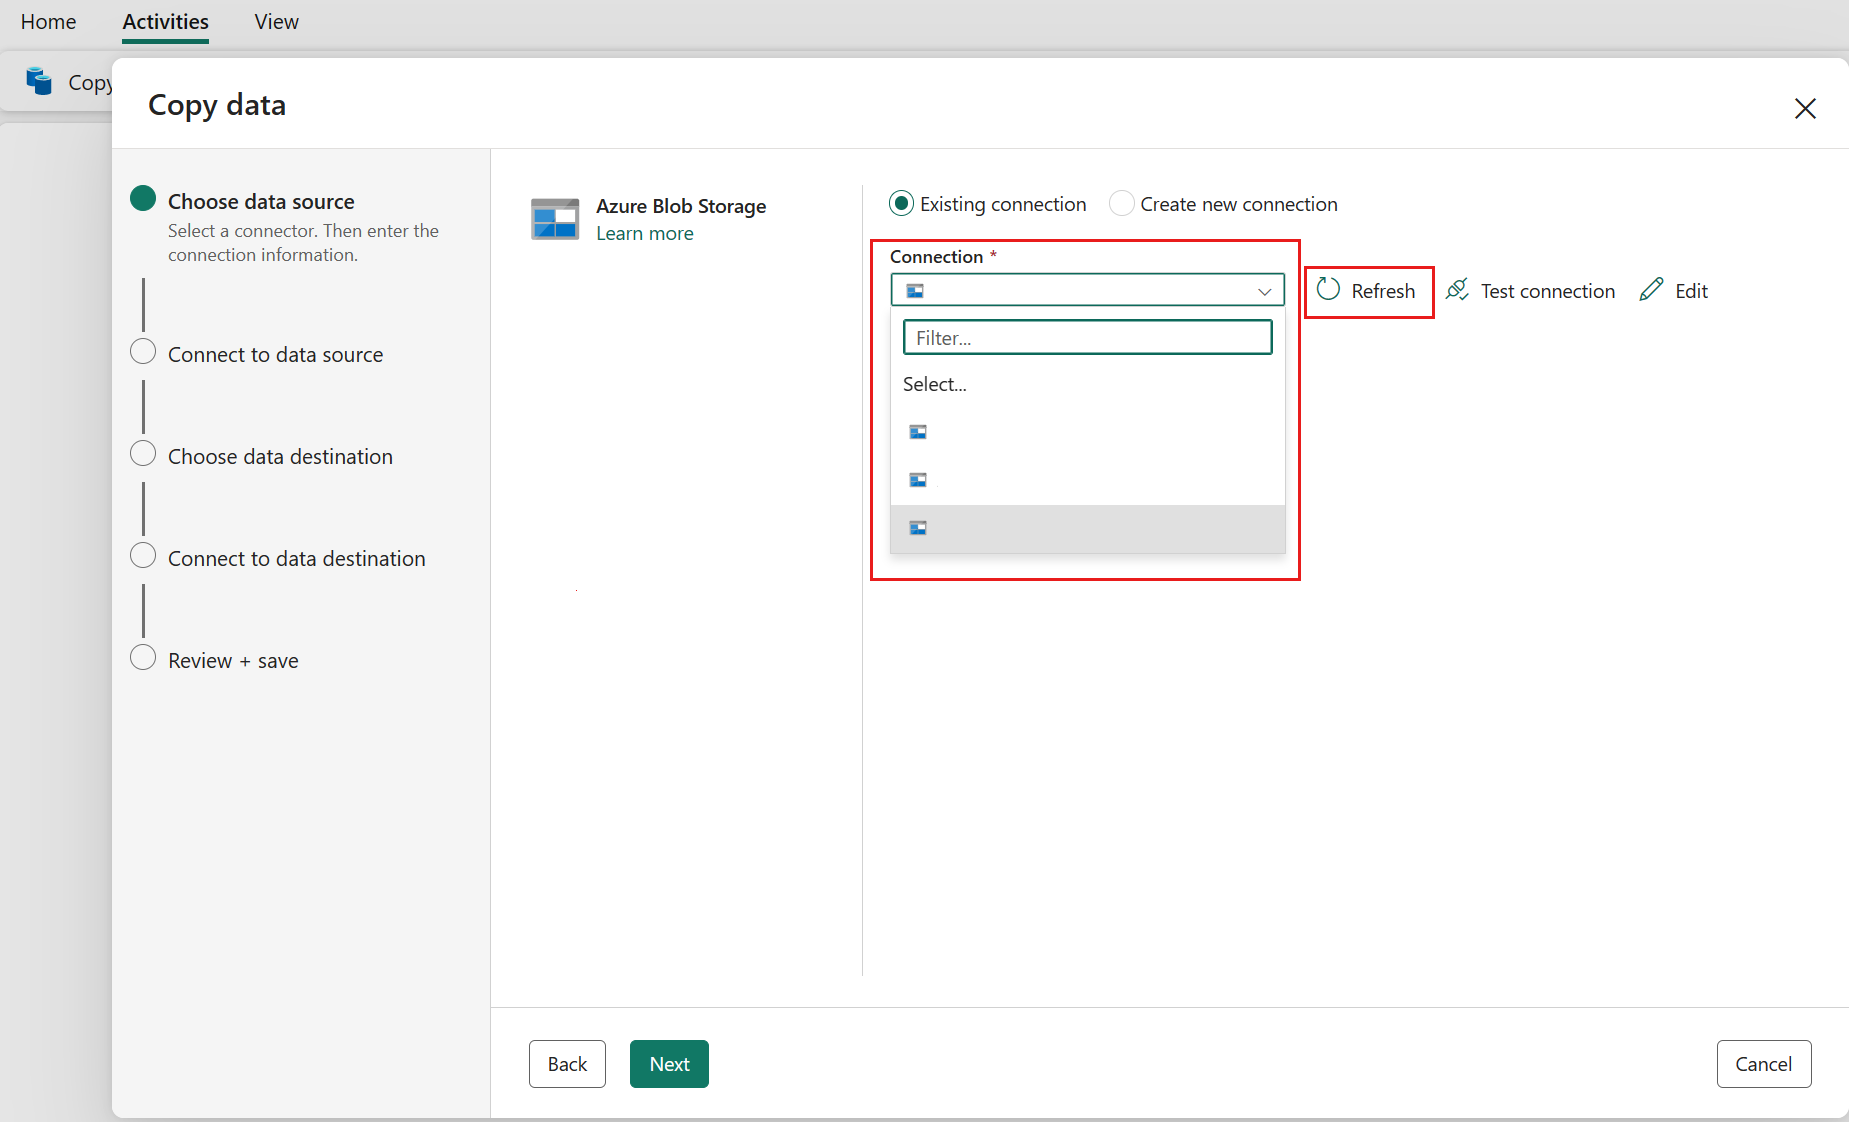 Home
Activities
View
Copy
Copy data
Choose data source
Select a connector. Then enter the
connection information.
Connect to data source
Choose data destination
Connect to data destination
Review + save
Azure Blob Storage
Learn more
Existing connection
Create new connection
Connection *
Refresh
Test connection
Edit
Filter...
Select...
Back
Next
Cancel